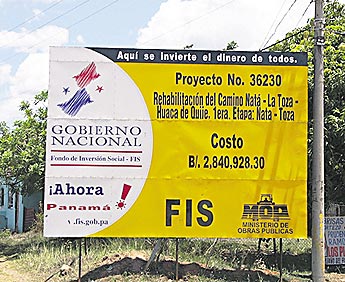 Aquí se invierte el dinero de todos.
Proyecto No. 36230
Rehabilitación del Camino Natá - La Toza -
Huaca de Quije. 1era. Etapa: Natá - Toza
Costo
B/. 2,840,928.30
GOBIERNO
NACIONAL
Fondo de Inversión Social - FIS
¡Ahora
Panamá!
.fis.gob.pa
FIS
MOP
MINISTERIO
DE OBRAS PUBLICAS